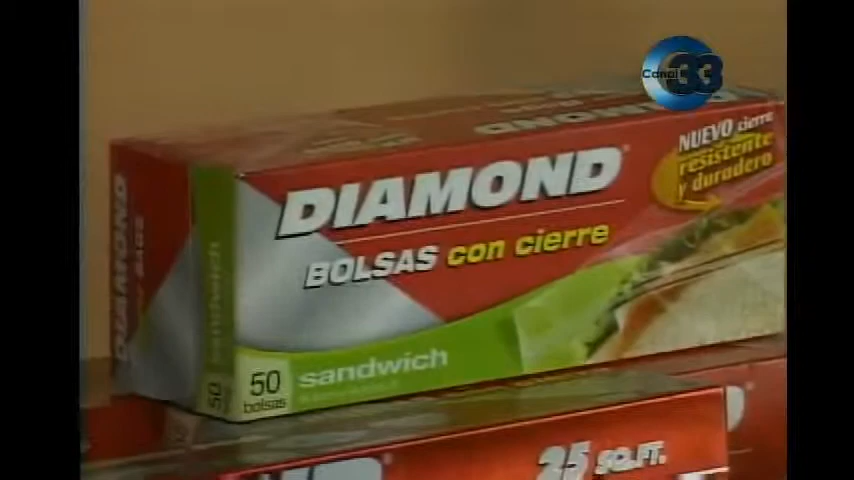 Canal 33
DIAMOND
NUEVO cierre
resistente
y duradero
DIAMOND
BOLSAS con cierre
DIAMOND
sandwich
sandwich
50
bolsas
50
25 SQ.FT.